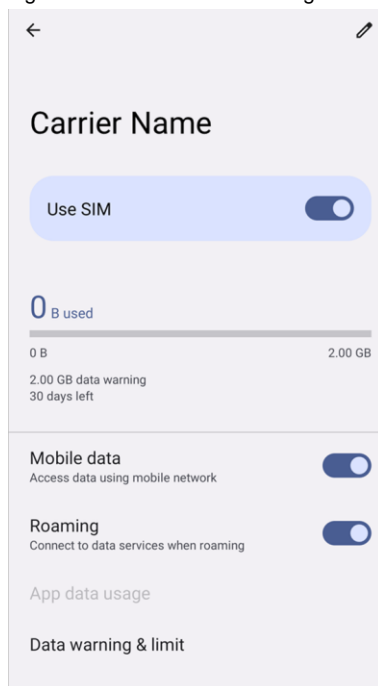 Carrier Name
Use SIM
0 B used
0 B 2.00 GB
2.00 GB data warning
30 days left
Mobile data
Access data using mobile network
Roaming
Connect to data services when roaming
App data usage
Data warning & limit